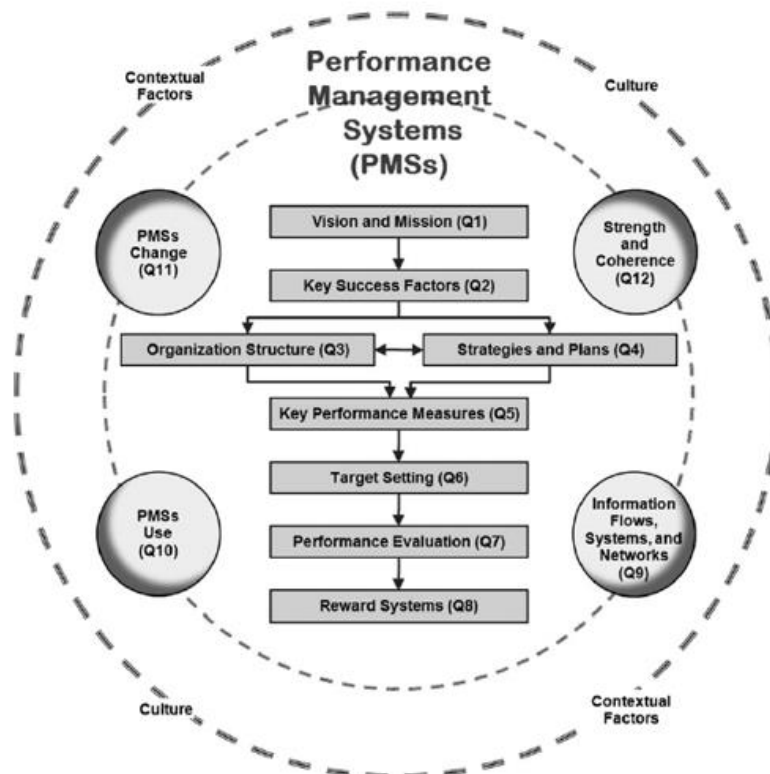 Performance
Management
Systems
(PMSs)
Contextual
Factors
Culture
PMSs
Change
(Q11)
Vision and Mission (Q1)
Strength
and
Coherence
(Q12)
Key Success Factors (Q2)
Organization Structure (Q3)
Strategies and Plans (Q4)
Key Performance Measures (Q5)
Target Setting (Q6)
PMSs
Use
(Q10)
Performance Evaluation (Q7)
Information
Flows,
Systems, and
Networks
(Q9)
Reward Systems (Q8)
Culture
Contextual
Factors